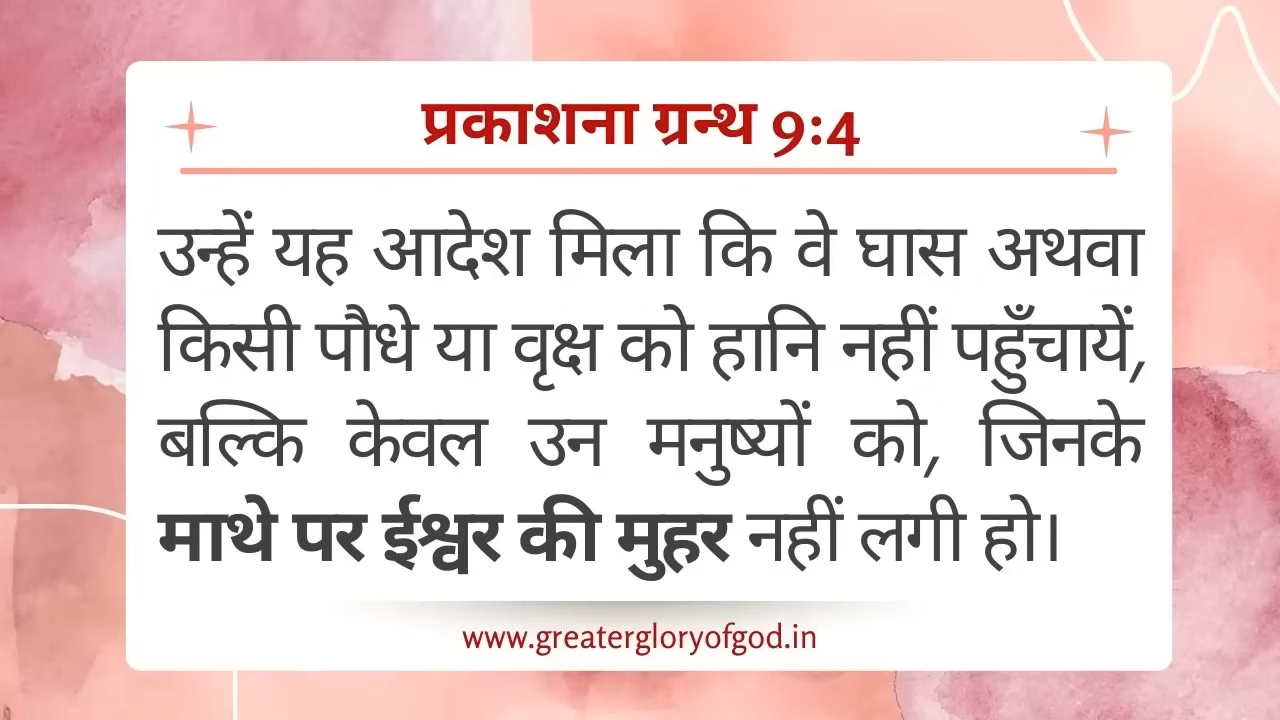 प्रकाशना ग्रन्थ 9:4
उन्हें यह आदेश मिला कि वे घास अथवा
किसी पौधे या वृक्ष को हानि नहीं पहुँचायें,
बल्कि केवल उन मनुष्यों को, जिनके
माथे पर ईश्वर की मुहर नहीं लगी हो।
www.greatergloryofgod.in